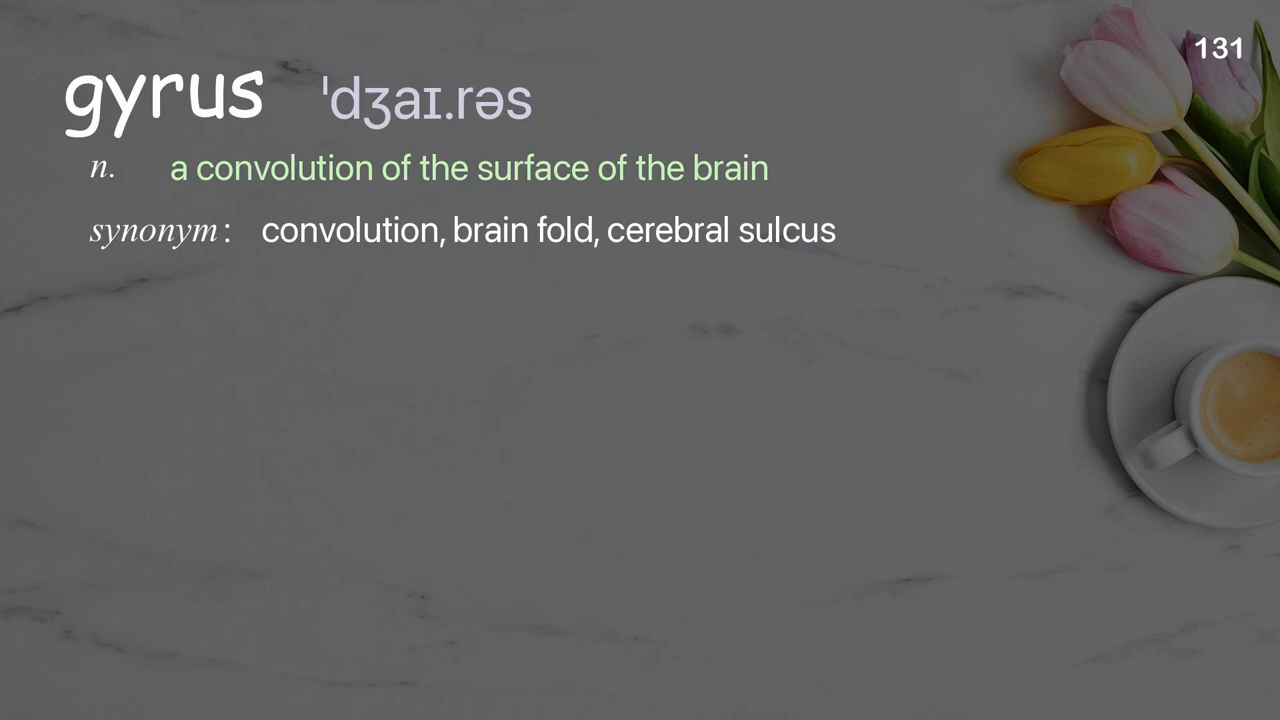 131
gyrus ˈdʒaɪ.rəs
n. a convolution of the surface of the brain
synonym: convolution, brain fold, cerebral sulcus